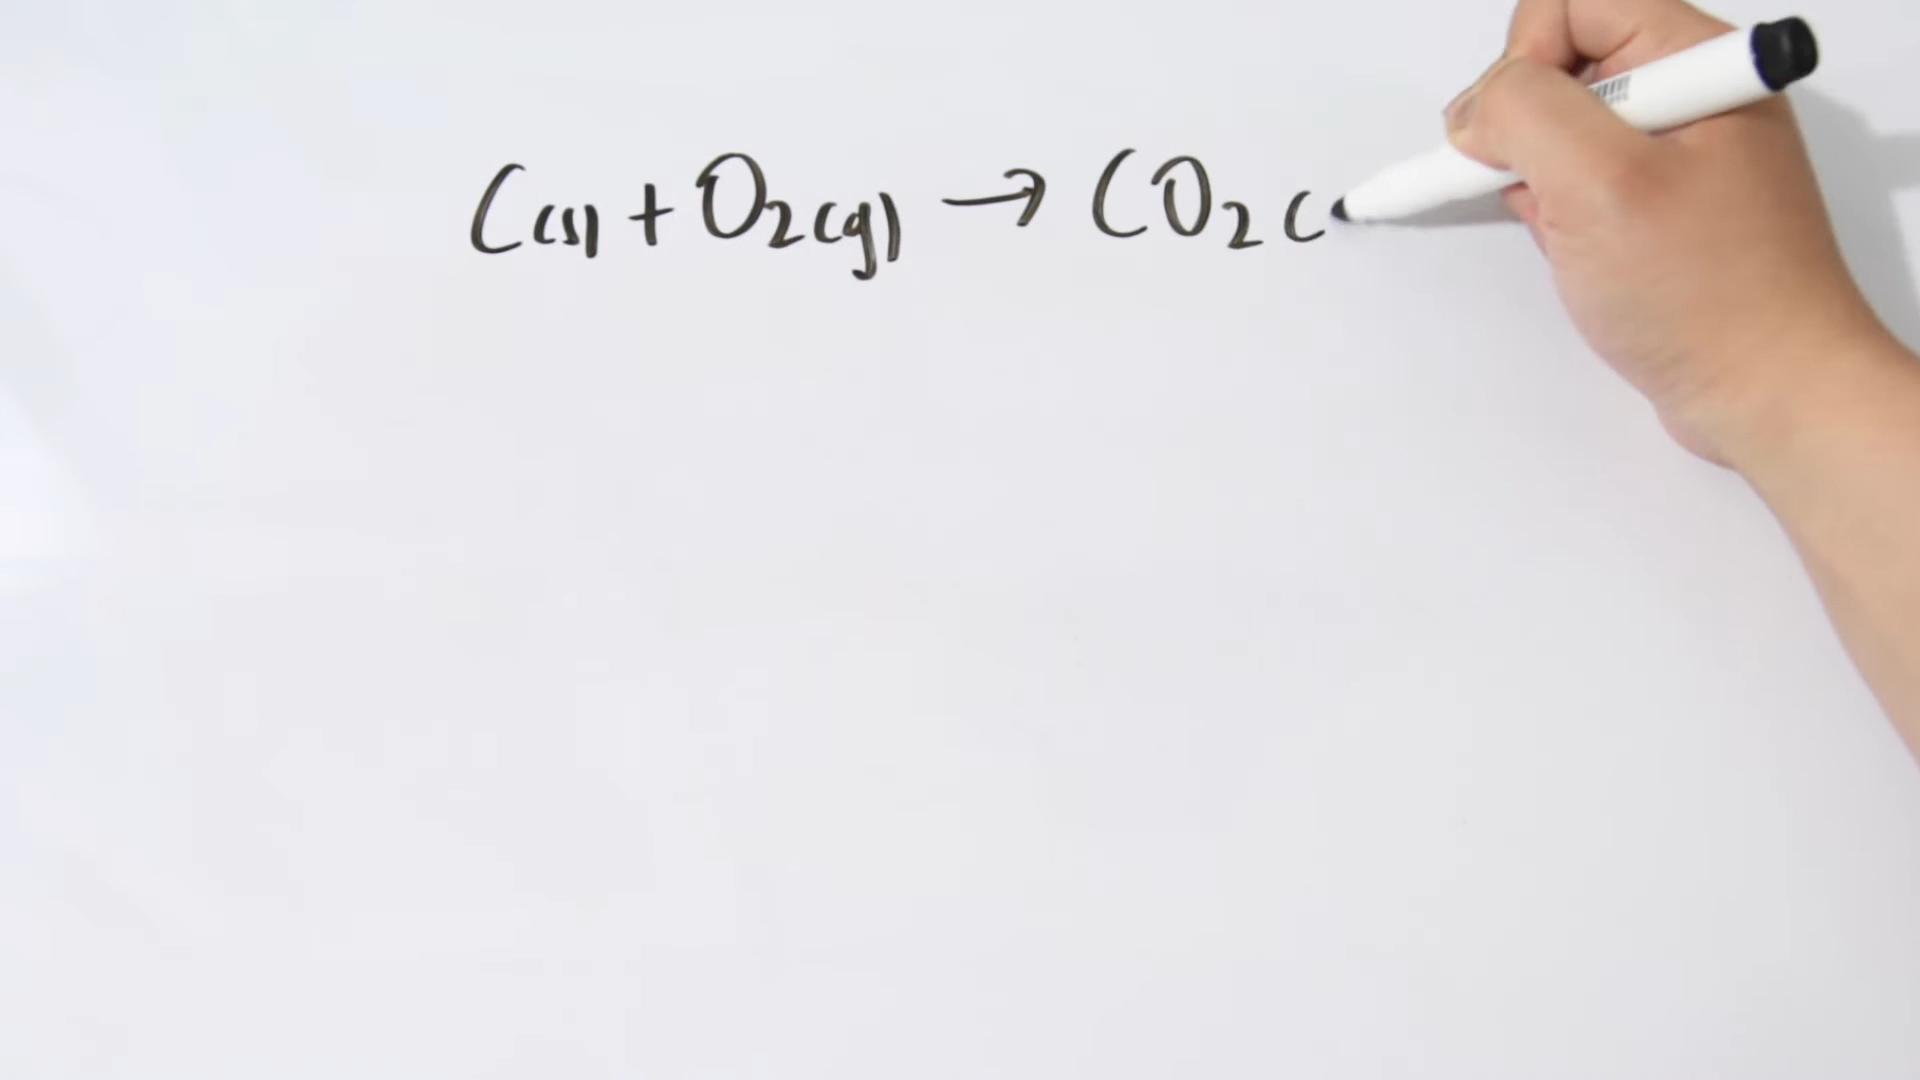 C(s) + O₂(g) → CO₂ (